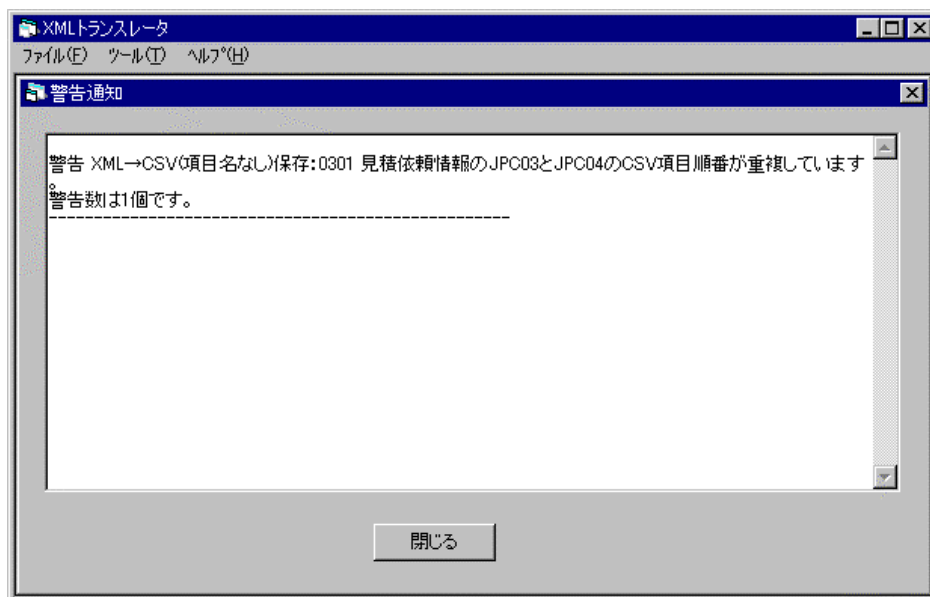 XMLトランスレータ
ファイル(F) ツール(T) ヘルプ(H)
警告通知
警告 XML→CSV(項目名なし)保存:0301 見積依頼情報のJPC03とJPC04のCSV項目順番が重複しています
。
警告数は1個です。
---------------------------------------------------
閉じる